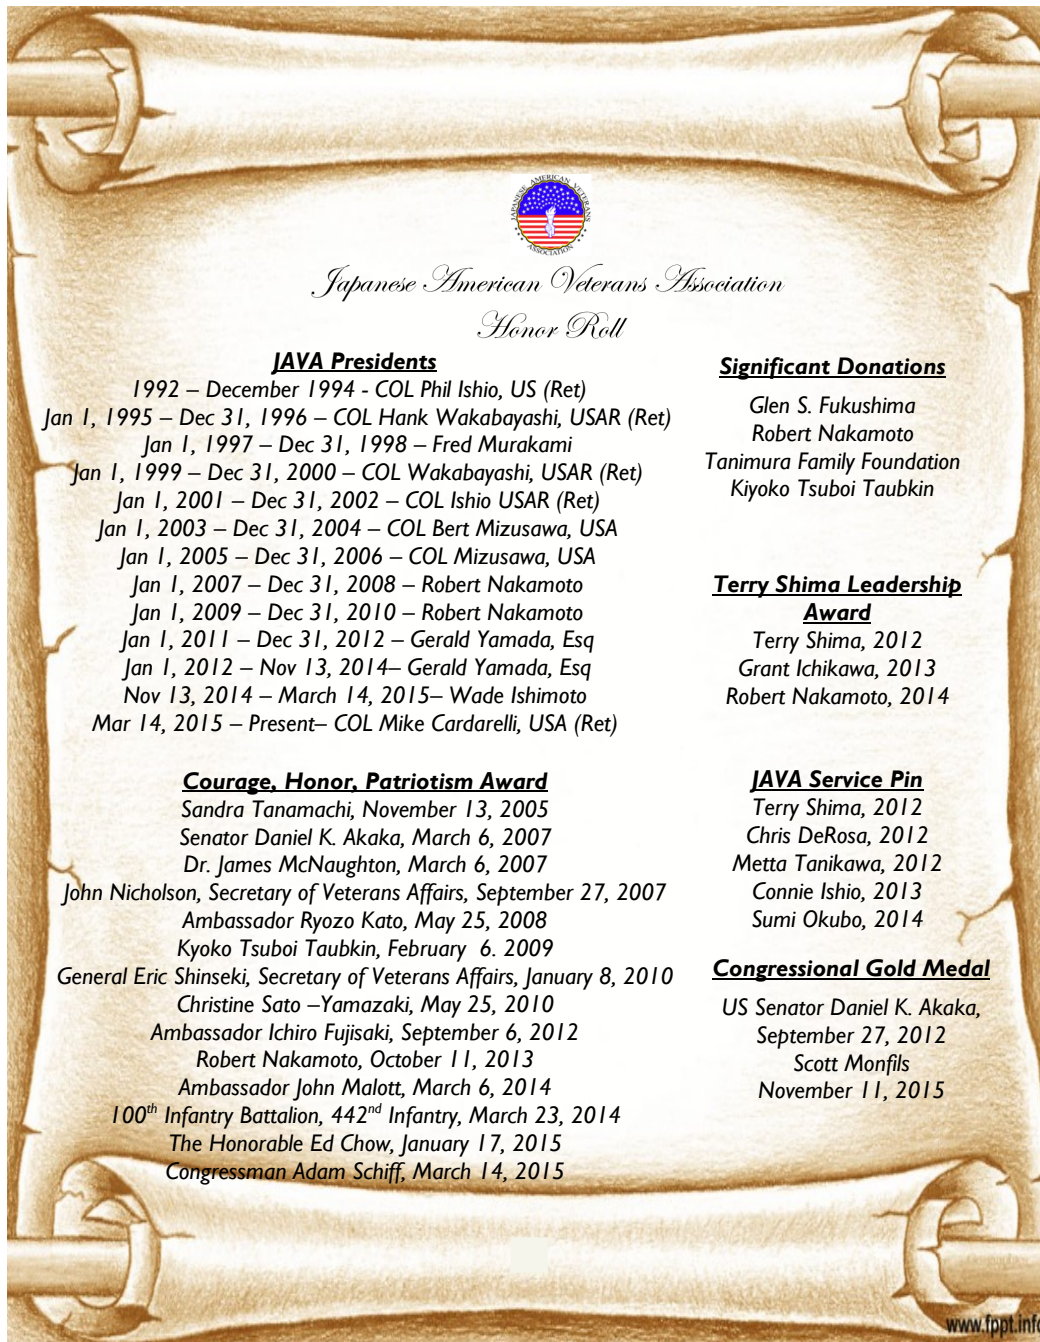 JAPANESE AMERICAN VETERANS
ASSOCIATION
Japanese American Veterans Association
Honor Roll
JAVA Presidents
1992 – December 1994 - COL Phil Ishio, US (Ret)
Jan 1, 1995 – Dec 31, 1996 – COL Hank Wakabayashi, USAR (Ret)
Jan 1, 1997 – Dec 31, 1998 – Fred Murakami
Jan 1, 1999 – Dec 31, 2000 – COL Wakabayashi, USAR (Ret)
Jan 1, 2001 – Dec 31, 2002 – COL Ishio USAR (Ret)
Jan 1, 2003 – Dec 31, 2004 – COL Bert Mizusawa, USA
Jan 1, 2005 – Dec 31, 2006 – COL Mizusawa, USA
Jan 1, 2007 – Dec 31, 2008 – Robert Nakamoto
Jan 1, 2009 – Dec 31, 2010 – Robert Nakamoto
Jan 1, 2011 – Dec 31, 2012 – Gerald Yamada, Esq
Jan 1, 2012 – Nov 13, 2014– Gerald Yamada, Esq
Nov 13, 2014 – March 14, 2015– Wade Ishimoto
Mar 14, 2015 – Present– COL Mike Cardarelli, USA (Ret)
Courage, Honor, Patriotism Award
Sandra Tanamachi, November 13, 2005
Senator Daniel K. Akaka, March 6, 2007
Dr. James McNaughton, March 6, 2007
John Nicholson, Secretary of Veterans Affairs, September 27, 2007
Ambassador Ryozo Kato, May 25, 2008
Kyoko Tsuboi Taubkin, February 6. 2009
General Eric Shinseki, Secretary of Veterans Affairs, January 8, 2010
Christine Sato –Yamazaki, May 25, 2010
Ambassador Ichiro Fujisaki, September 6, 2012
Robert Nakamoto, October 11, 2013
Ambassador John Malott, March 6, 2014
100th Infantry Battalion, 442nd Infantry, March 23, 2014
The Honorable Ed Chow, January 17, 2015
Congressman Adam Schiff, March 14, 2015
Significant Donations
Glen S. Fukushima
Robert Nakamoto
Tanimura Family Foundation
Kiyoko Tsuboi Taubkin
Terry Shima Leadership
Award
Terry Shima, 2012
Grant Ichikawa, 2013
Robert Nakamoto, 2014
JAVA Service Pin
Terry Shima, 2012
Chris DeRosa, 2012
Metta Tanikawa, 2012
Connie Ishio, 2013
Sumi Okubo, 2014
Congressional Gold Medal
US Senator Daniel K. Akaka,
September 27, 2012
Scott Monfils
November 11, 2015
www.fppt.info